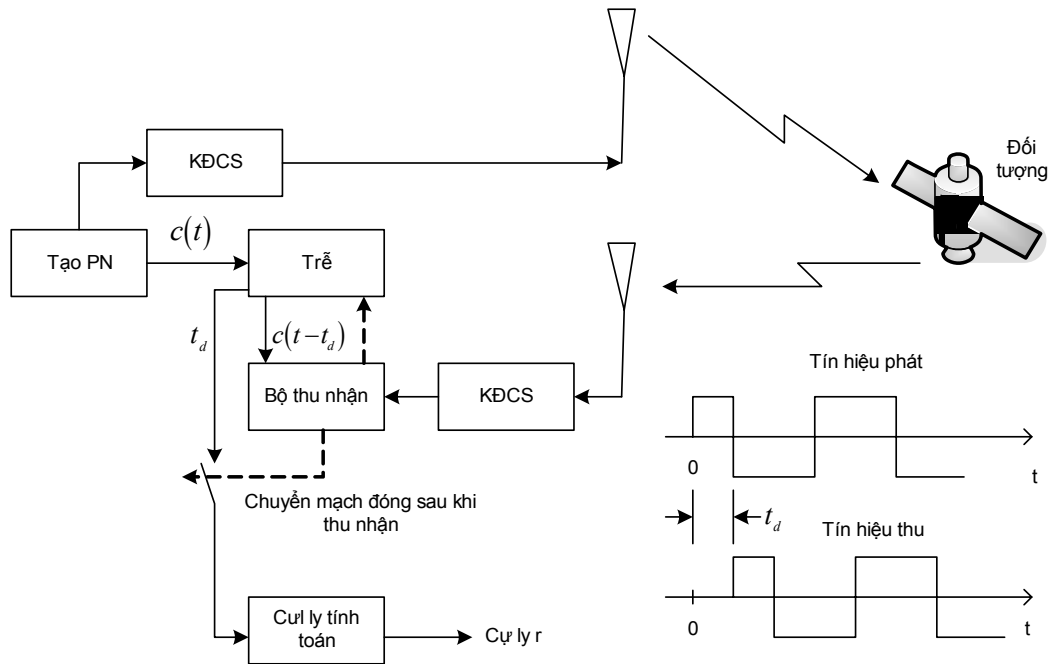 KĐCS
Đối
tượng
c(t)
Tạo PN
Trễ
t_d
c(t-t_d)
Bộ thu nhận
KĐCS
Tín hiệu phát
0
t
Chuyển mạch đóng sau khi
thu nhận
t_d
Tín hiệu thu
Cưl ly tính
toán
Cự ly r
0
t